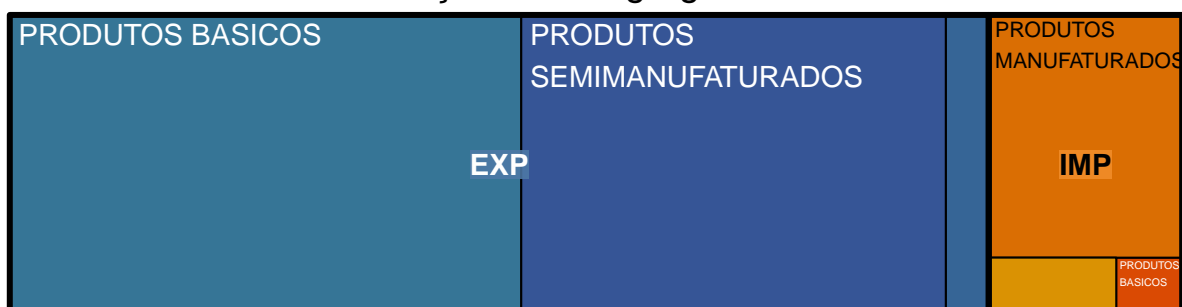 PRODUTOS BASICOS
PRODUTOS
SEMIMANUFATURADOS
EXP
PRODUTOS
MANUFATURADOS
IMP
PRODUTOS
BASICOS